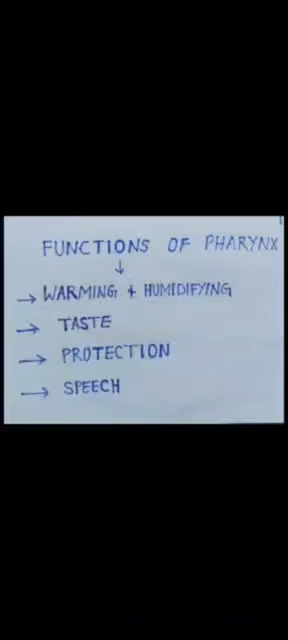 FUNCTIONS OF PHARYNX
↓
→ WARMING + HUMIDIFYING
→ TASTE
→ PROTECTION
→ SPEECH